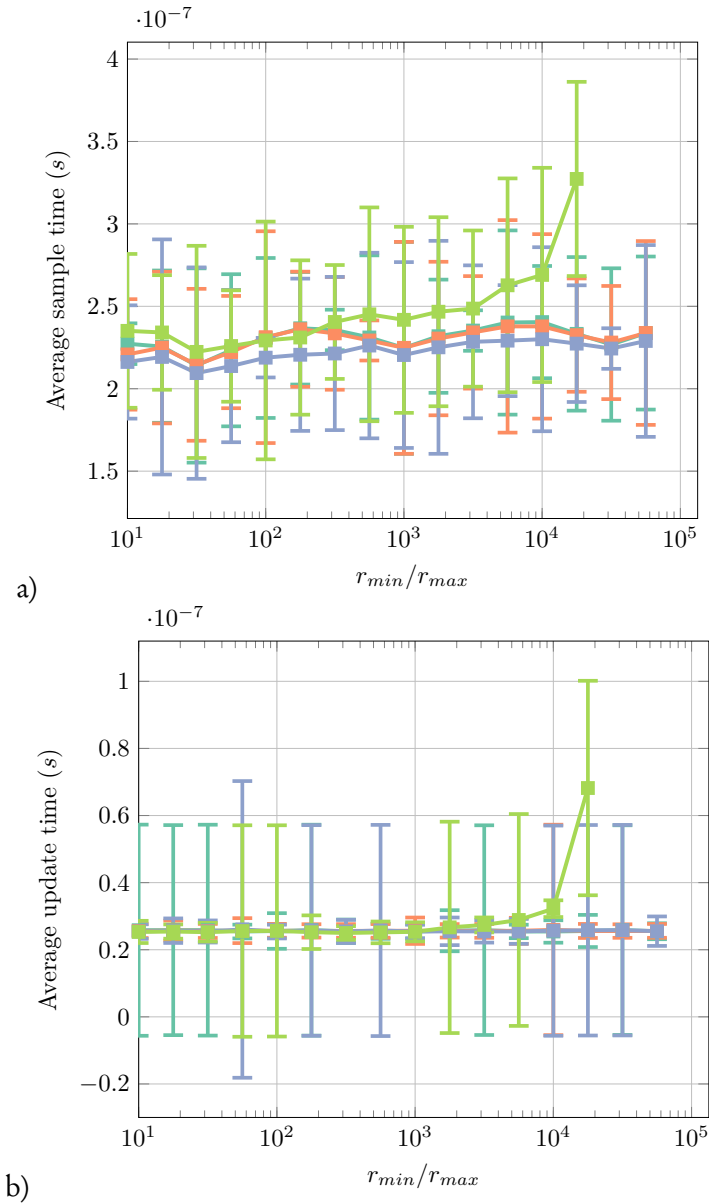 ·10⁻⁷
4
3.5
3
2.5
2
1.5
Average sample time (s)
10¹ 10² 10³ 10⁴ 10⁵
r_min/r_max
a)
·10⁻⁷
1
0.8
0.6
0.4
0.2
0
−0.2
Average update time (s)
10¹ 10² 10³ 10⁴ 10⁵
r_min/r_max
b)